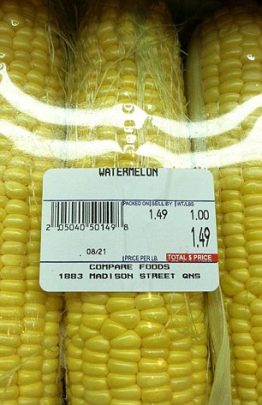 WATERMELON
PACKED ON SELL BY WT/LBS
1.49 1.00
1.49
2 05040 50149 8
08/21
PRICE PER LB. TOTAL $ PRICE
COMPARE FOODS
1883 MADISON STREET QNS